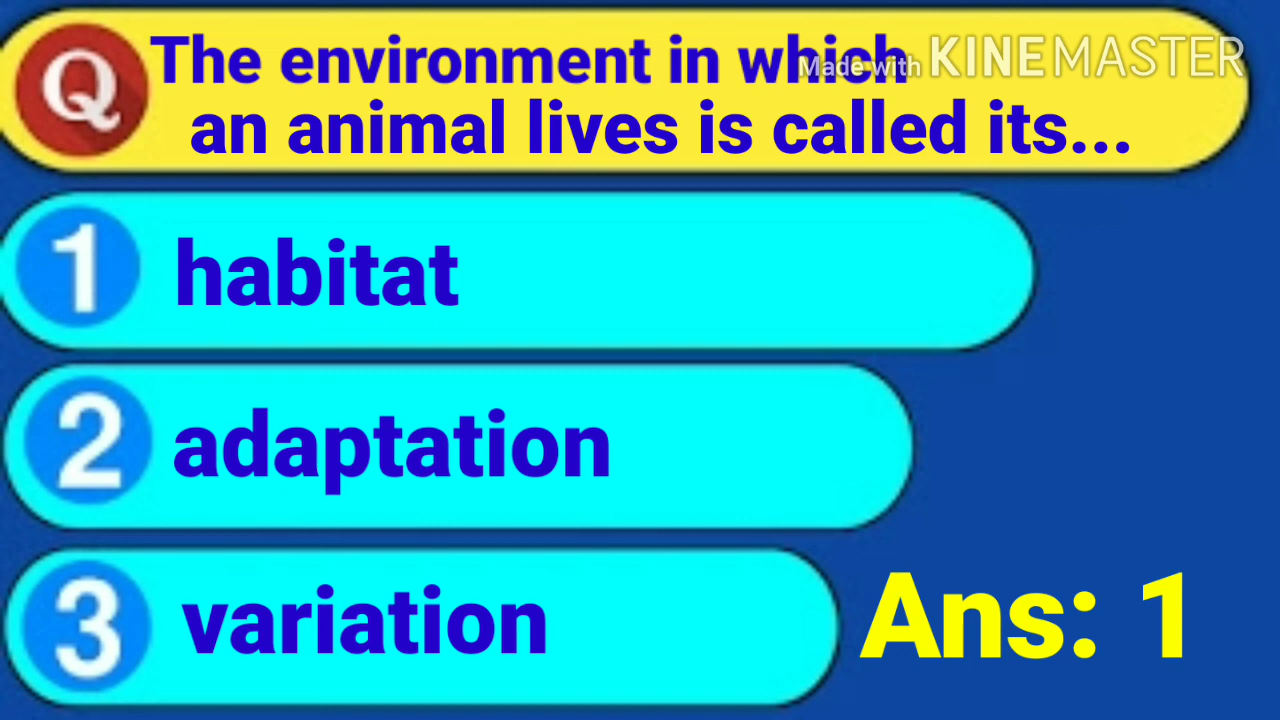 Q
The environment in which
Made with KINEMASTER
an animal lives is called its...
1 habitat
2 adaptation
3 variation
Ans: 1